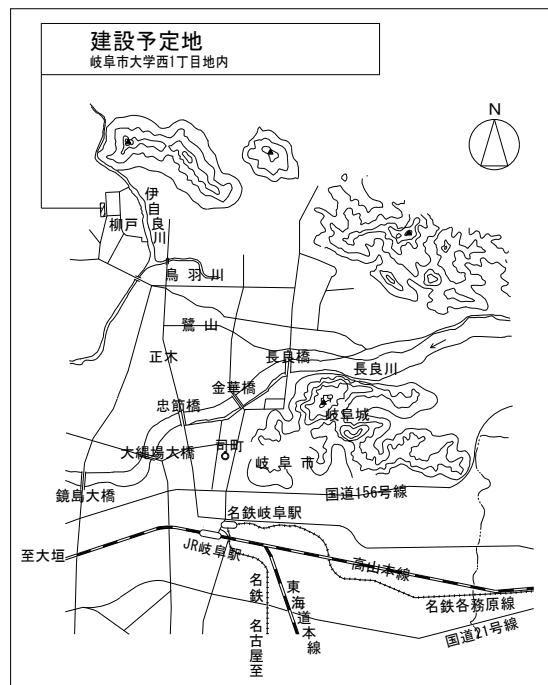 建設予定地
岐阜市大学西1丁目地内
N
伊自良川
柳戸
鳥羽川
鷺山
正木
長良橋
長良川
金華橋
忠節橋
岐阜城
大縄場大橋
司町
岐阜市
鏡島大橋
国道156号線
名鉄岐阜駅
JR岐阜駅
至大垣
高山本線
名鉄各務原線
国道21号線
東海道本線
名鉄
名古屋至